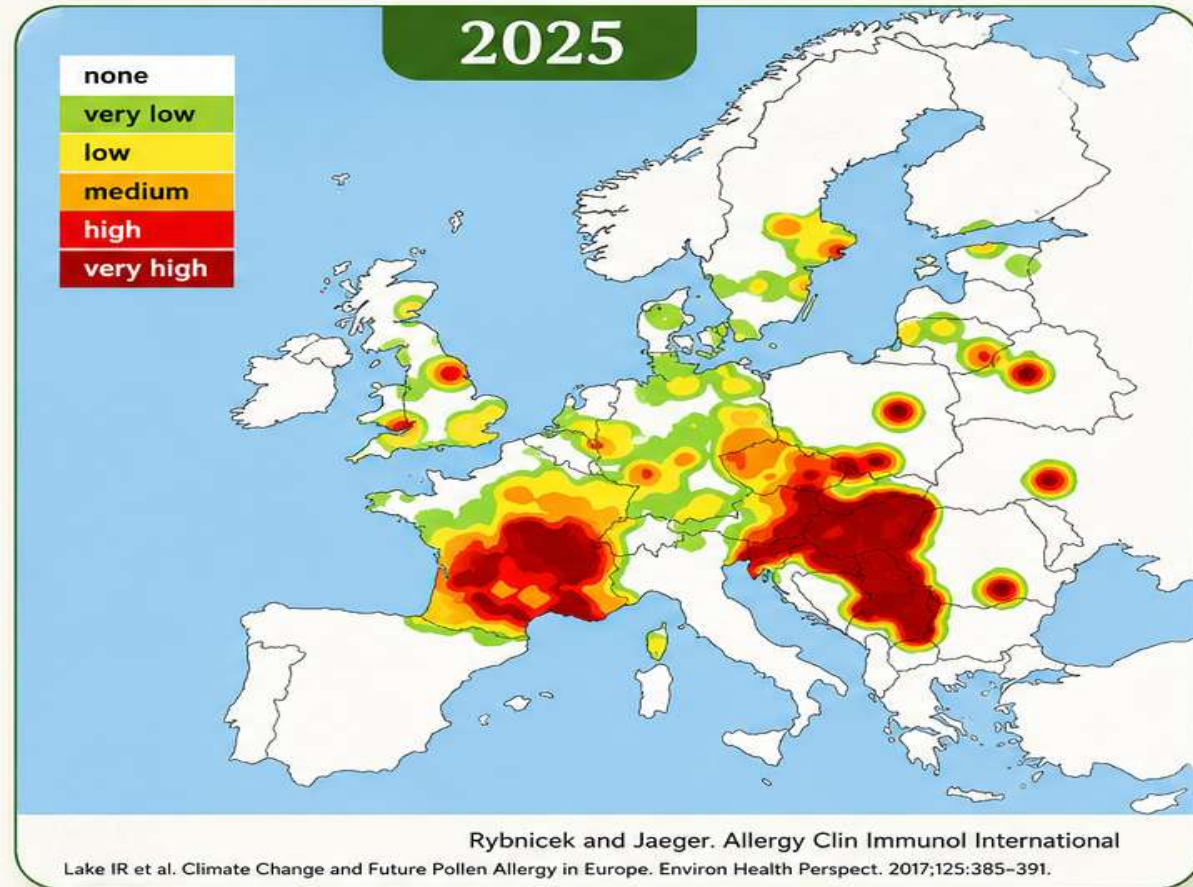 2025
none
very low
low
medium
high
very high
Rybnicek and Jaeger. Allergy Clin Immunol International
Lake IR et al. Climate Change and Future Pollen Allergy in Europe. Environ Health Perspect. 2017;125:385–391.